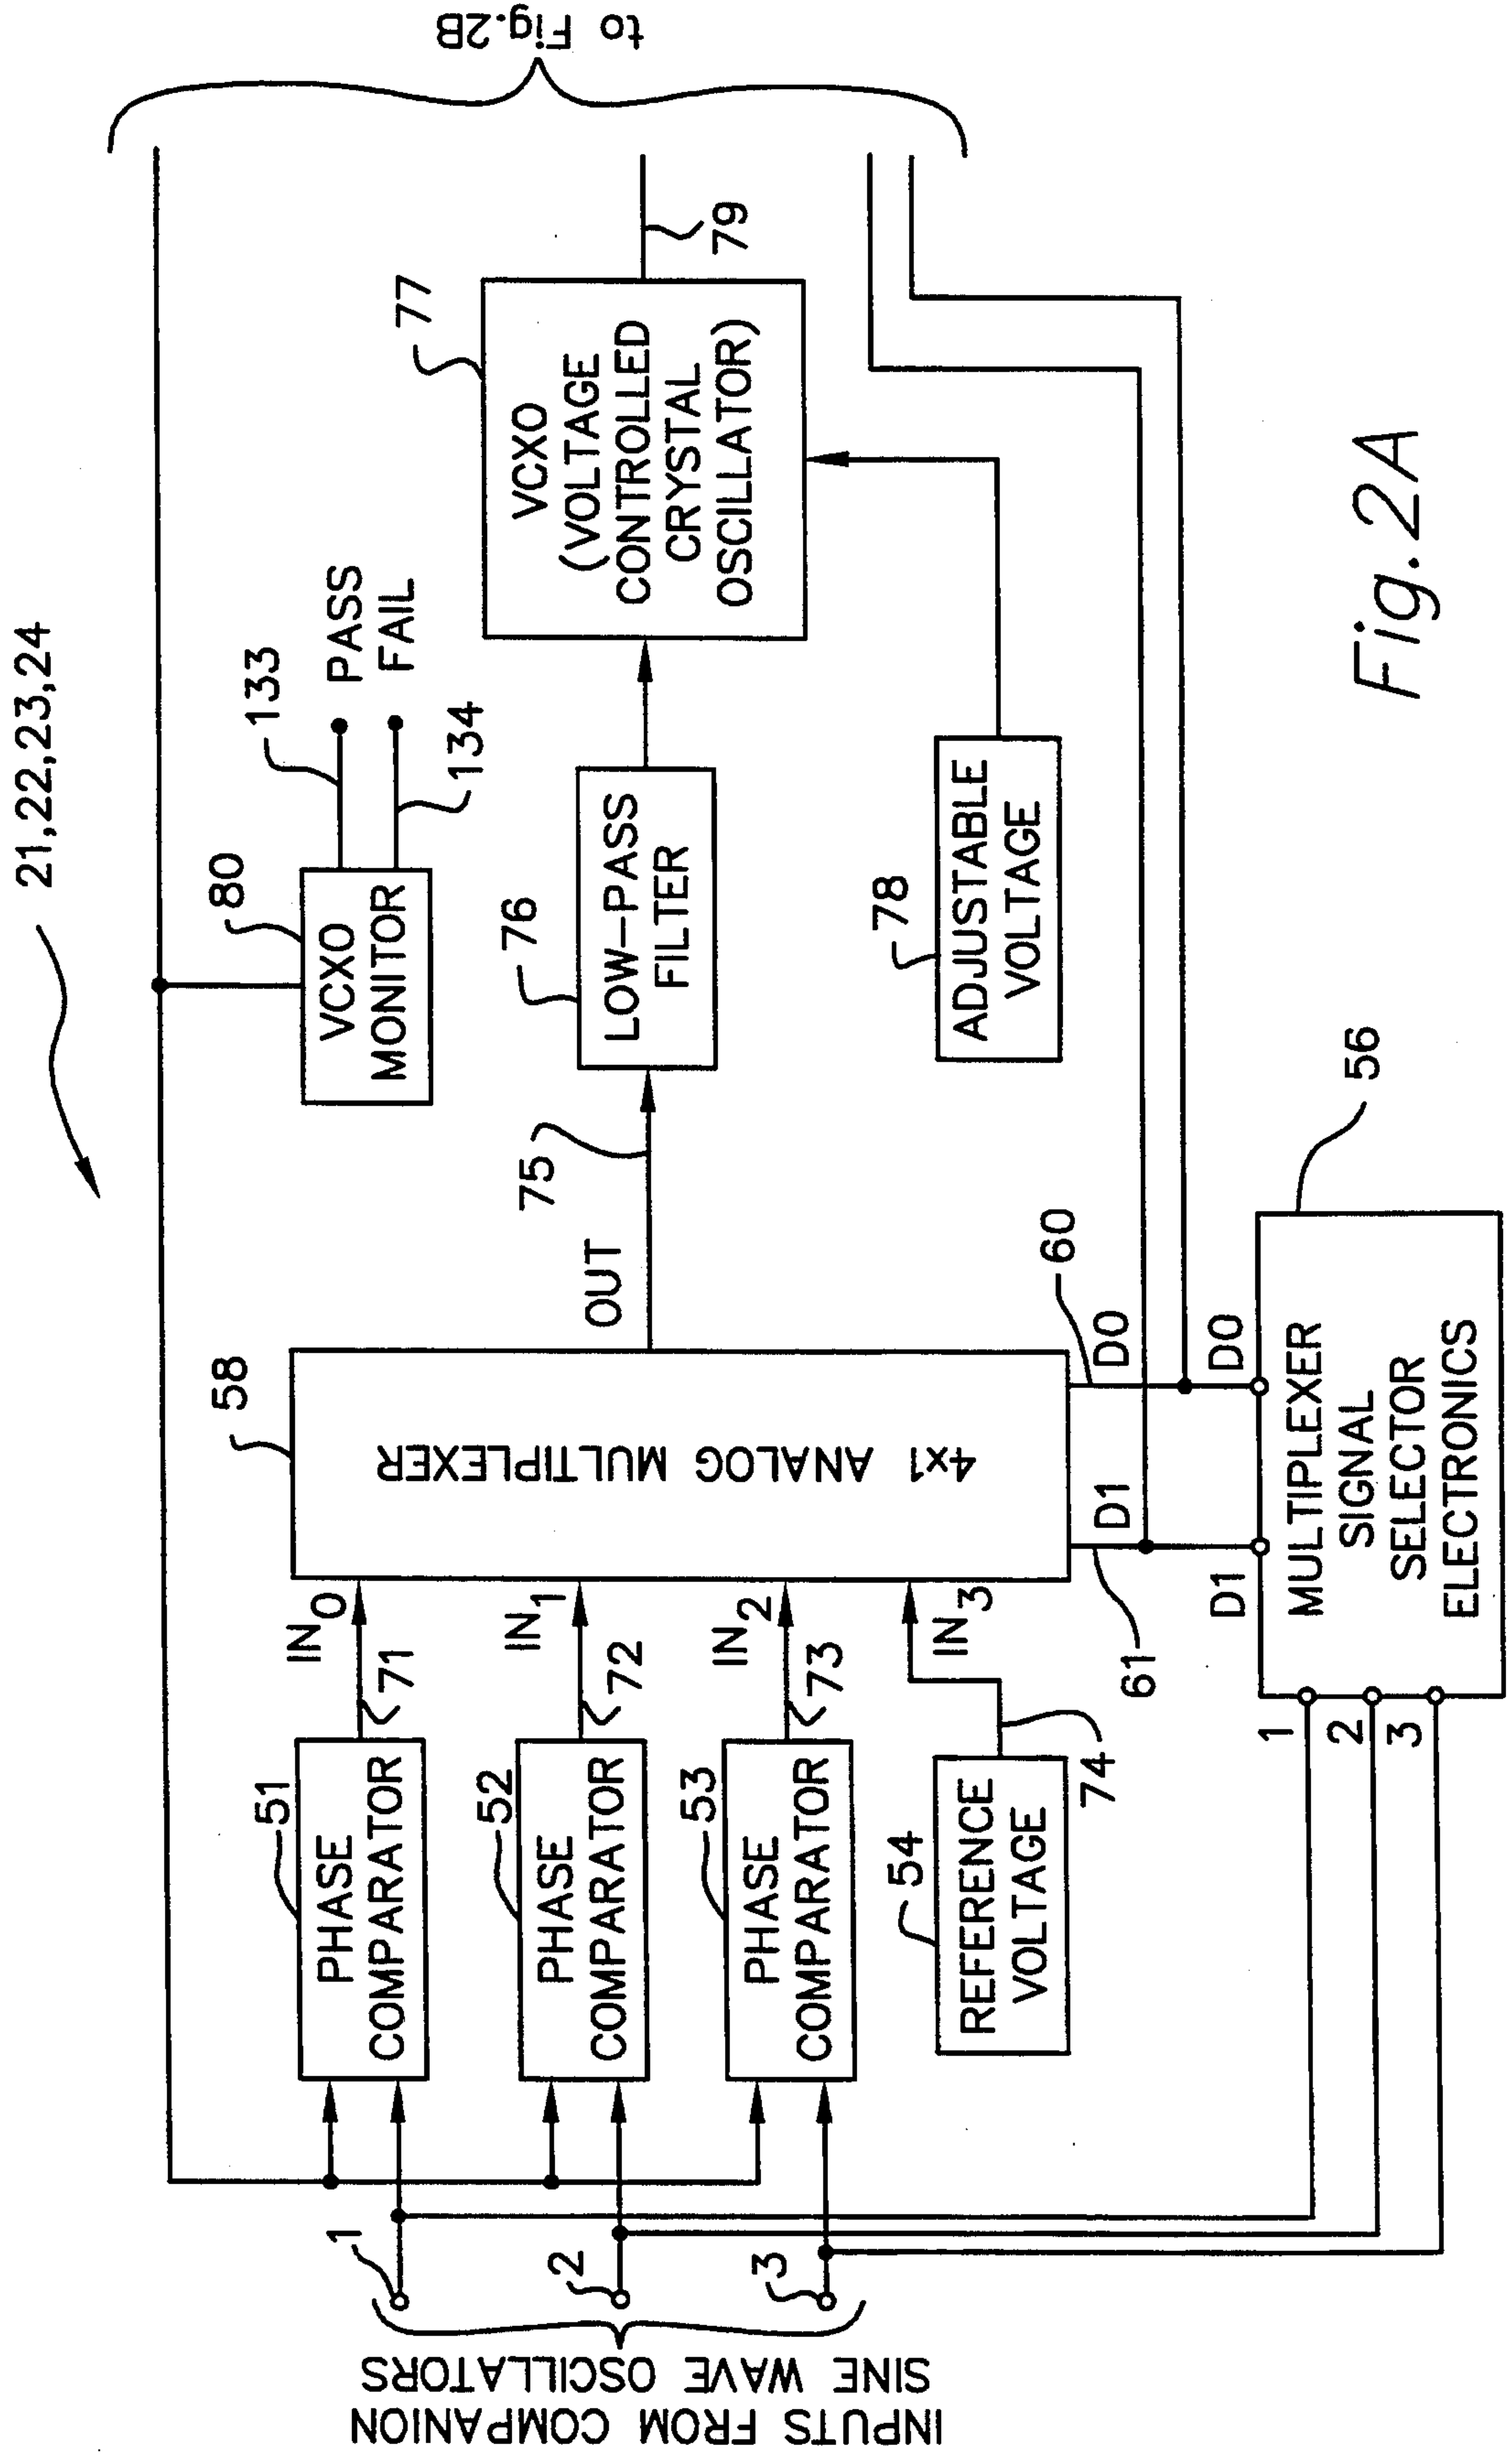 21,22,23,24
to Fig.2B
80
VCXO
MONITOR
133
PASS
FAIL
134
77
VCXO
(VOLTAGE
CONTROLLED
CRYSTAL
OSCILLATOR)
79
58
4x1 ANALOG MULTIPLEXER
OUT
75
76
LOW-PASS
FILTER
78
ADJUSTABLE
VOLTAGE
INPUTS FROM COMPANION
SINE WAVE OSCILLATORS
1
2
3
51
PHASE
COMPARATOR
71
IN0
52
PHASE
COMPARATOR
72
IN1
53
PHASE
COMPARATOR
73
IN2
54
REFERENCE
VOLTAGE
74
IN3
61
D1
D0
60
D1
D0
1
2
3
MULTIPLEXER
SIGNAL
SELECTOR
ELECTRONICS
56
Fig.2A